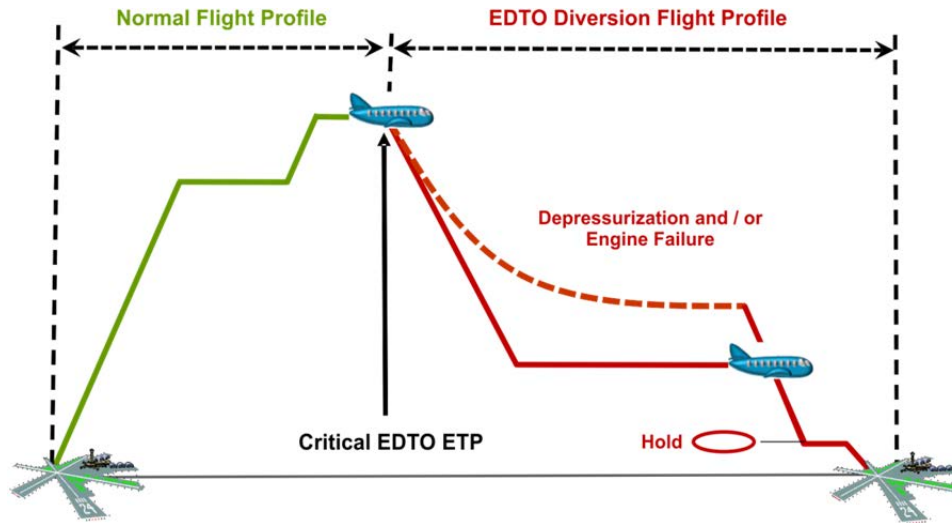 Normal Flight Profile
EDTO Diversion Flight Profile
Depressurization and / or
Engine Failure
Critical EDTO ETP
Hold